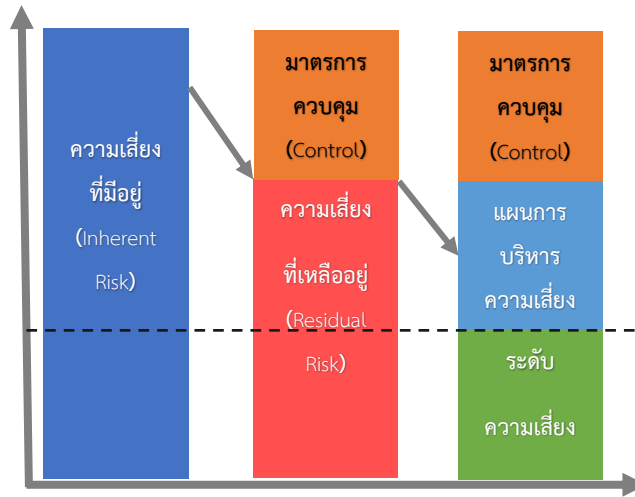 ความเสี่ยง
ที่มีอยู่
(Inherent
Risk)
มาตรการ
ควบคุม
(Control)
ความเสี่ยง
ที่เหลืออยู่
(Residual
Risk)
มาตรการ
ควบคุม
(Control)
แผนการ
บริหาร
ความเสี่ยง
ระดับ
ความเสี่ยง